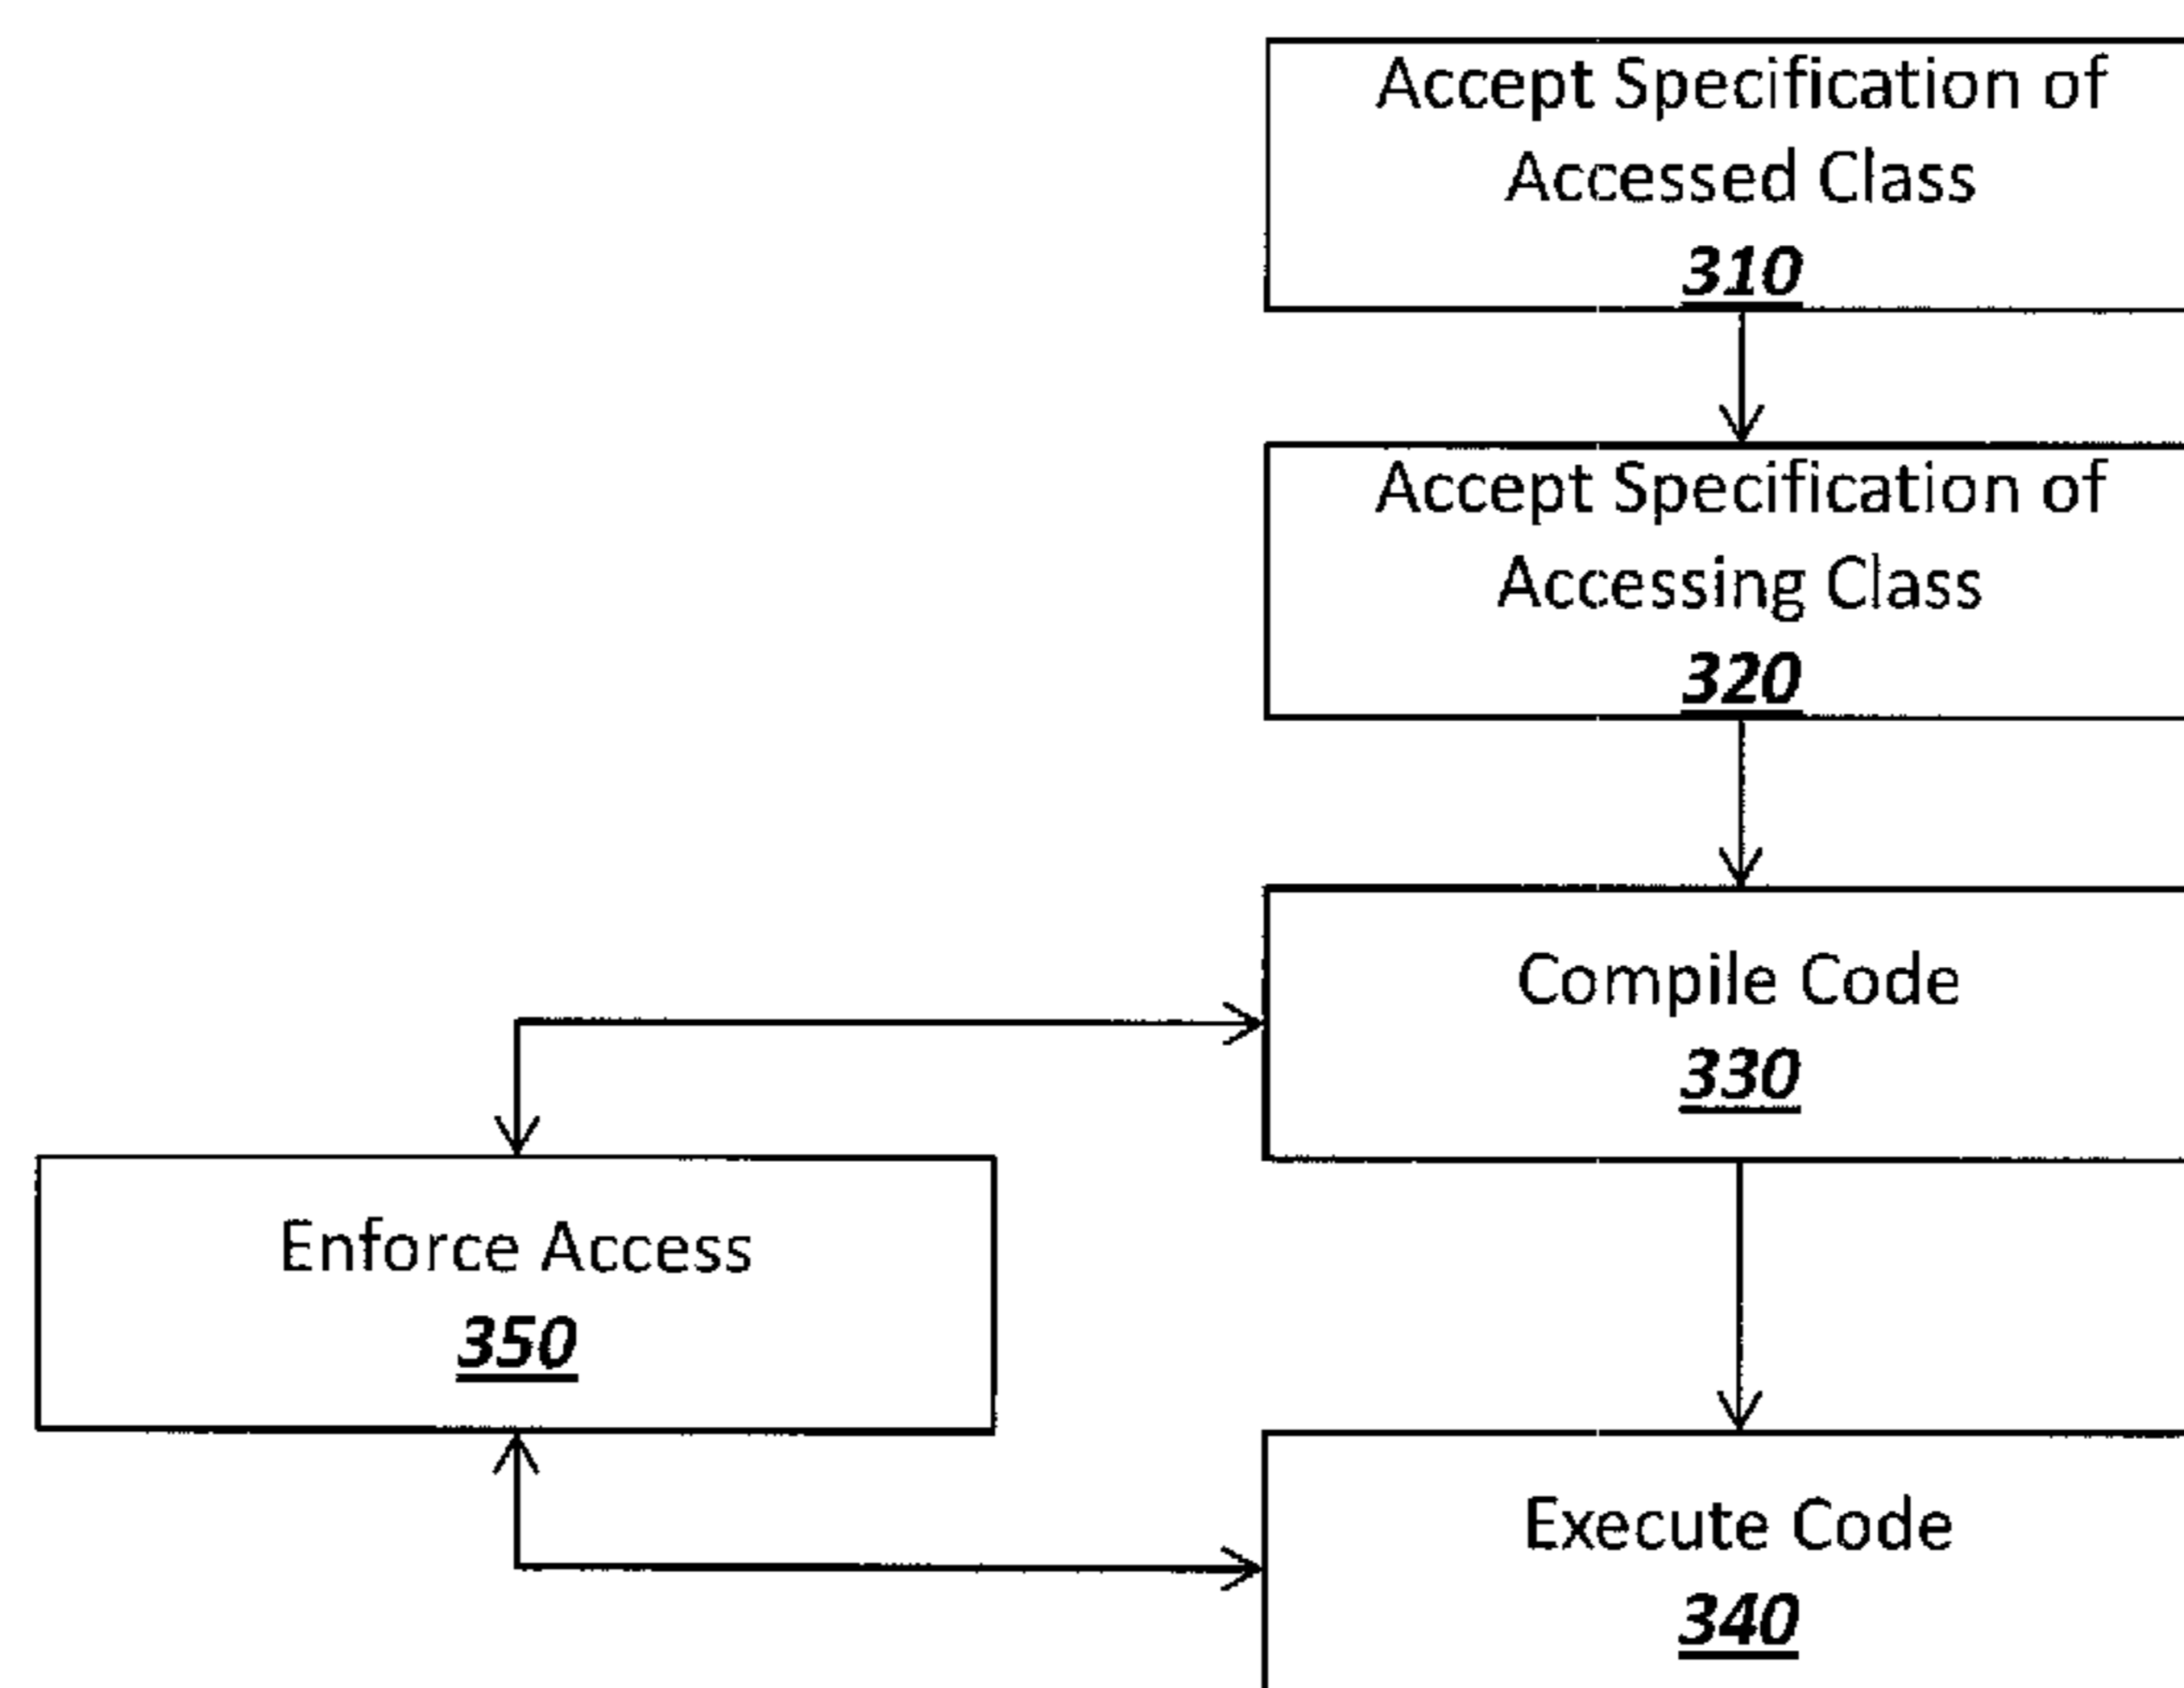 Accept Specification of
Accessed Class
310
Accept Specification of
Accessing Class
320
Compile Code
330
Enforce Access
350
Execute Code
340